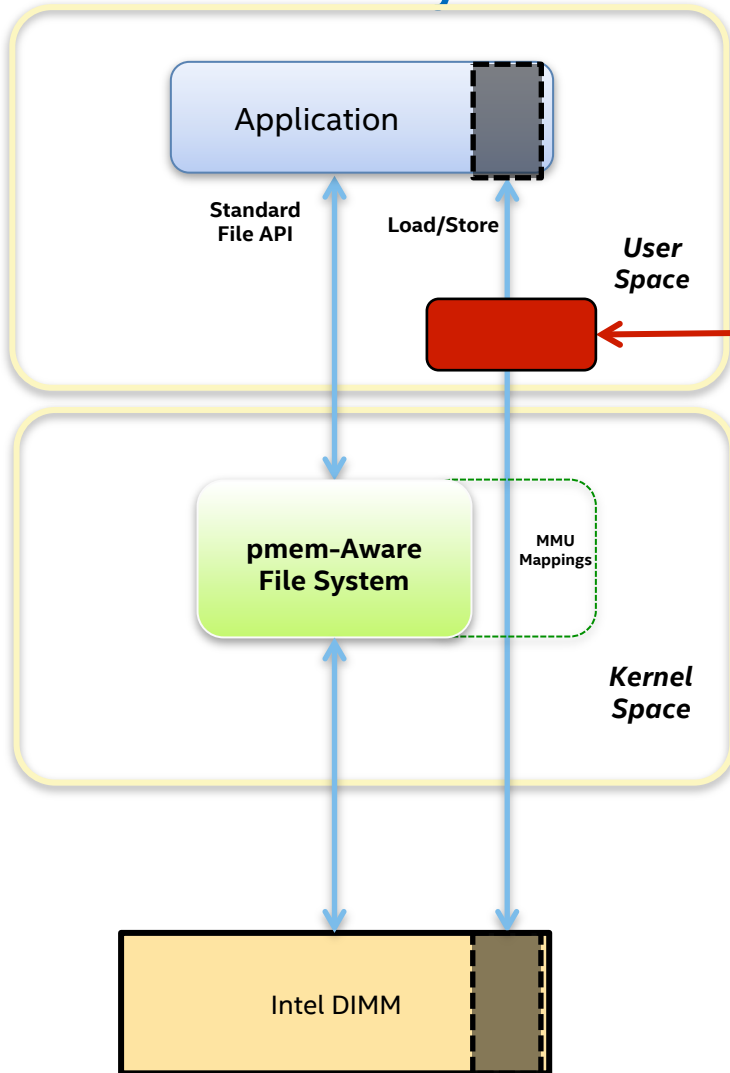 Application
Standard
File API
Load/Store
User
Space
pmem-Aware
File System
MMU
Mappings
Kernel
Space
Intel DIMM